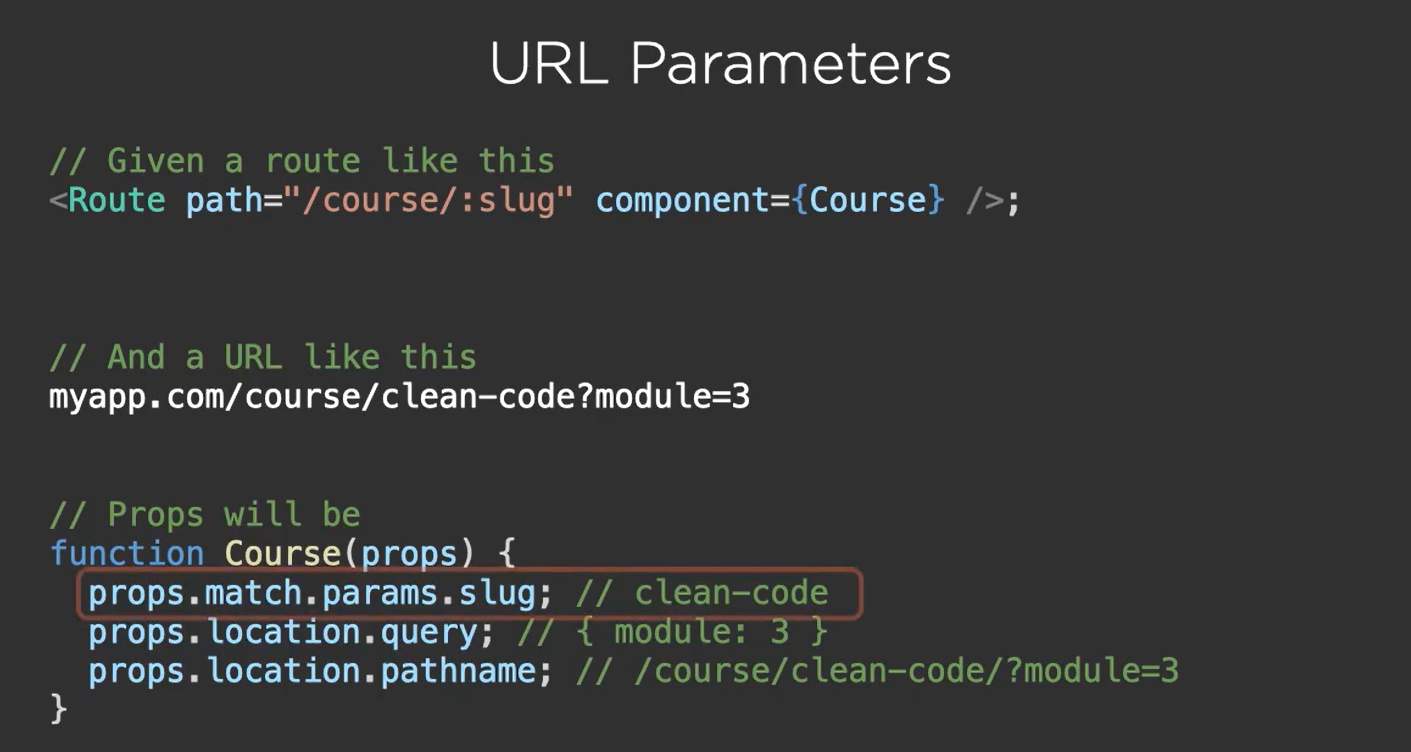 URL Parameters
// Given a route like this
<Route path="/course/:slug" component={Course} />;
// And a URL like this
myapp.com/course/clean-code?module=3
// Props will be
function Course(props) {
props.match.params.slug; // clean-code
props.location.query; // { module: 3 }
props.location.pathname; // /course/clean-code/?module=3
}